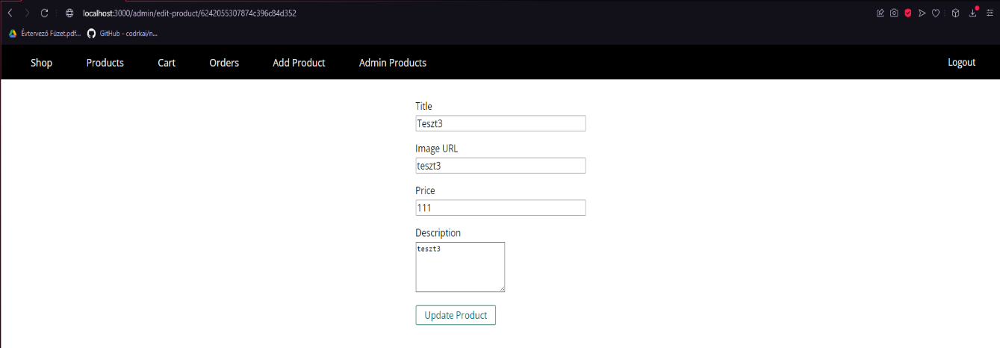 localhost:3000/admin/edit-product/6242055307874c396c84d352
Évtervező Füzet.pdf... GitHub - codrkai/n...
Shop Products Cart Orders Add Product Admin Products Logout
Title
Teszt3
Image URL
teszt3
Price
111
Description
teszt3
Update Product